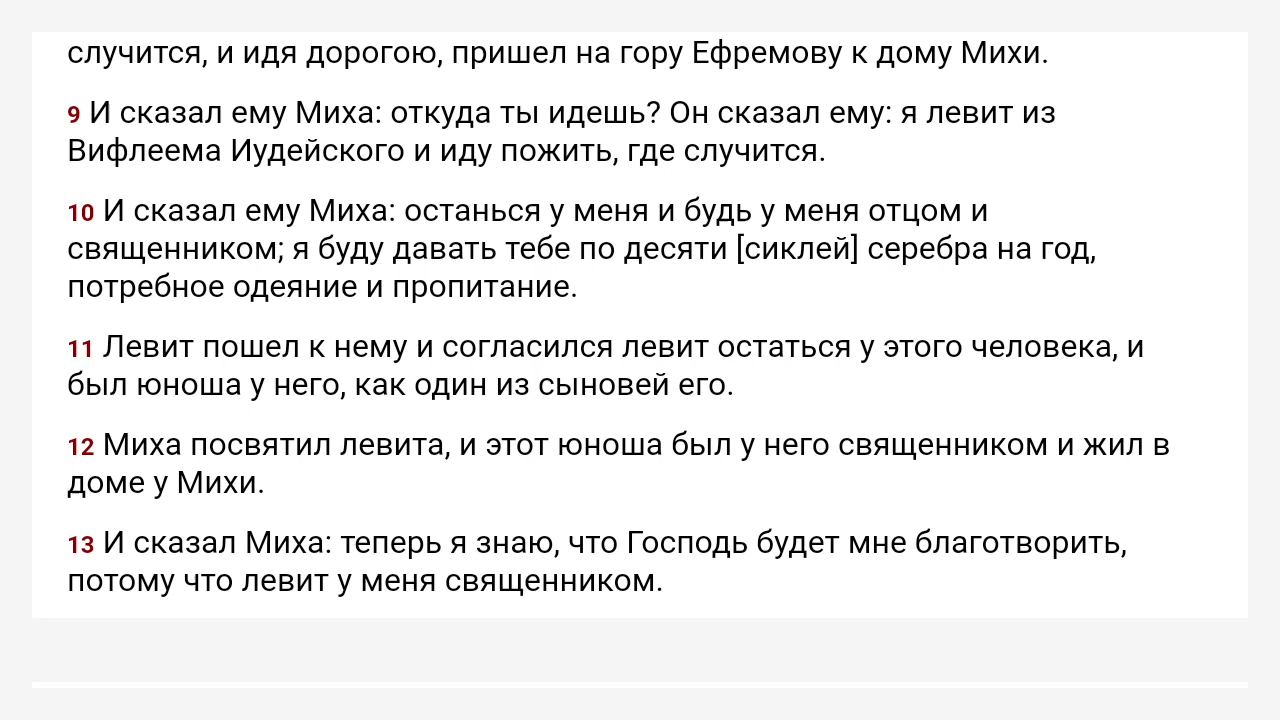 случится, и идя дорогою, пришел на гору Ефремову к дому Михи.
9 И сказал ему Миха: откуда ты идешь? Он сказал ему: я левит из
Вифлеема Иудейского и иду пожить, где случится.
10 И сказал ему Миха: останься у меня и будь у меня отцом и
священником; я буду давать тебе по десяти [сиклей] серебра на год,
потребное одеяние и пропитание.
11 Левит пошел к нему и согласился левит остаться у этого человека, и
был юноша у него, как один из сыновей его.
12 Миха посвятил левита, и этот юноша был у него священником и жил в
доме у Михи.
13 И сказал Миха: теперь я знаю, что Господь будет мне благотворить,
потому что левит у меня священником.